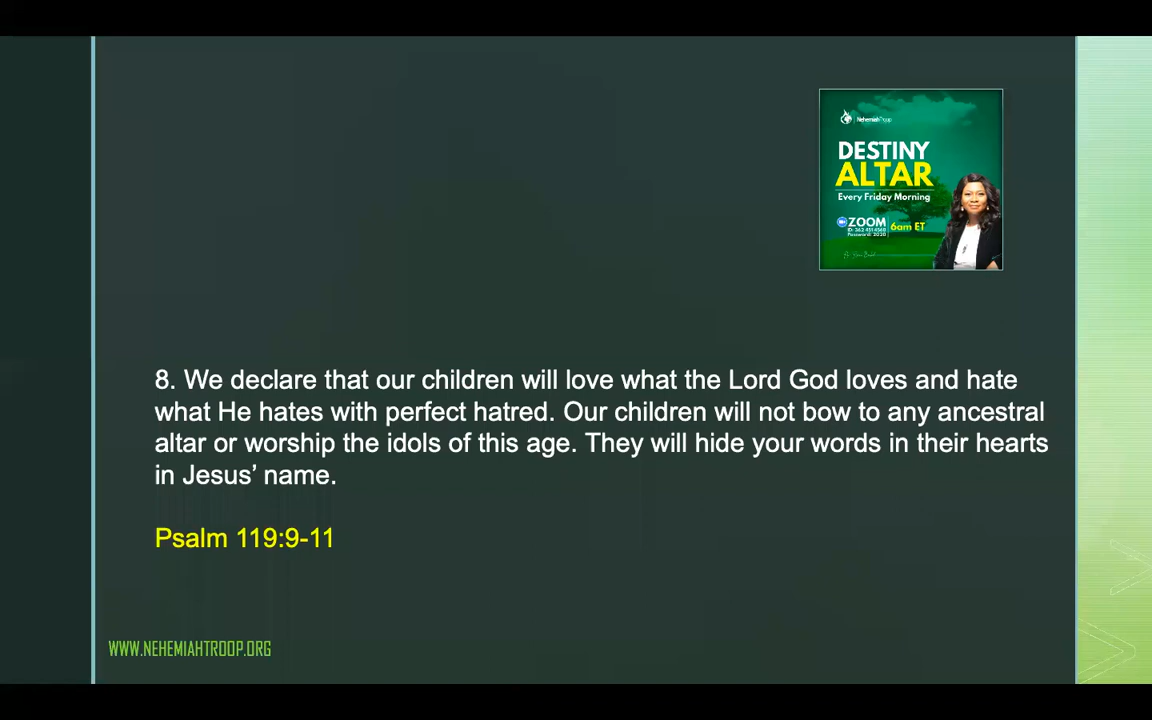 NehemiahTroop
DESTINY
ALTAR
Every Friday Morning
ZOOM
6am ET
Password: 2020
8. We declare that our children will love what the Lord God loves and hate
what He hates with perfect hatred. Our children will not bow to any ancestral
altar or worship the idols of this age. They will hide your words in their hearts
in Jesus’ name.
Psalm 119:9-11
WWW.NEHEMIAHTROOP.ORG